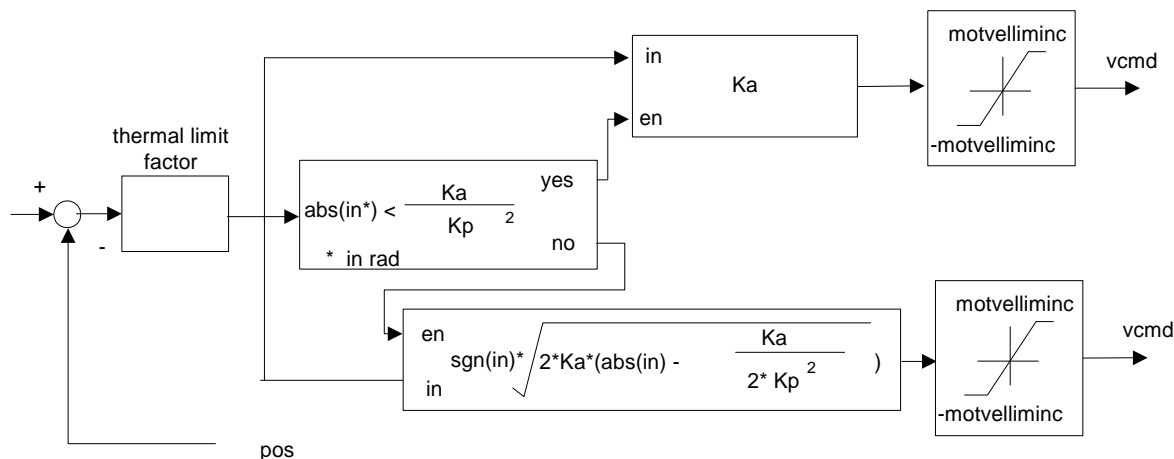 motvelliminc
vcmd
in
Ka
en
-motvelliminc
thermal limit
factor
+
-
yes
abs(in*) < Ka / Kp 2
no
* in rad
motvelliminc
vcmd
en
sgn(in)* √ 2*Ka*(abs(in) - Ka / 2* Kp 2 )
in
-motvelliminc
pos